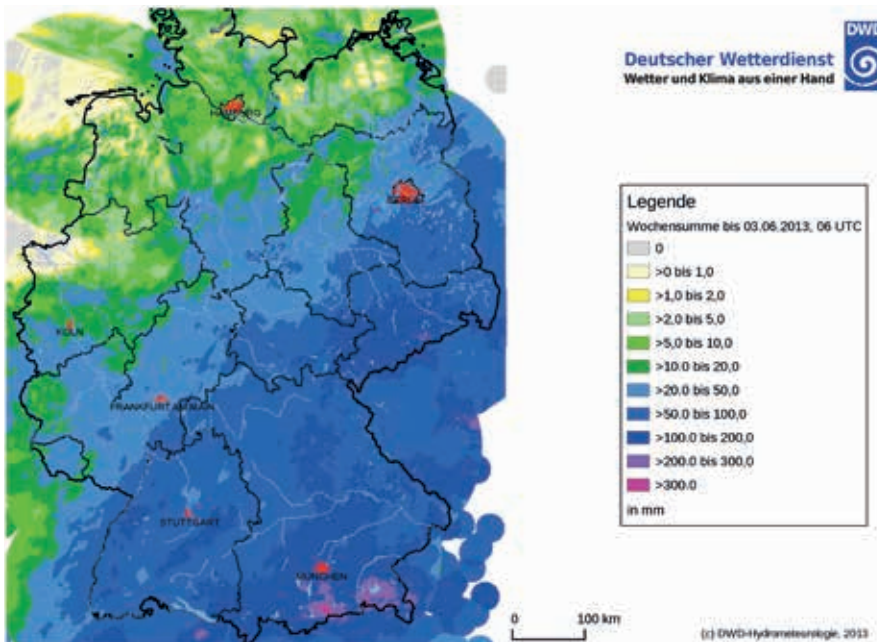 DWD
Deutscher Wetterdienst
Wetter und Klima aus einer Hand
HAMBURG
KÖLN
FRANKFURT AM MAIN
STUTTGART
MÜNCHEN
Legende
Wochensumme bis 03.06.2013, 06 UTC
0
>0 bis 1,0
>1,0 bis 2,0
>2,0 bis 5,0
>5,0 bis 10,0
>10.0 bis 20,0
>20.0 bis 50,0
>50.0 bis 100,0
>100.0 bis 200,0
>200.0 bis 300,0
>300.0
in mm
0 100 km
(c) DWD-Hydrometeorologie, 2013